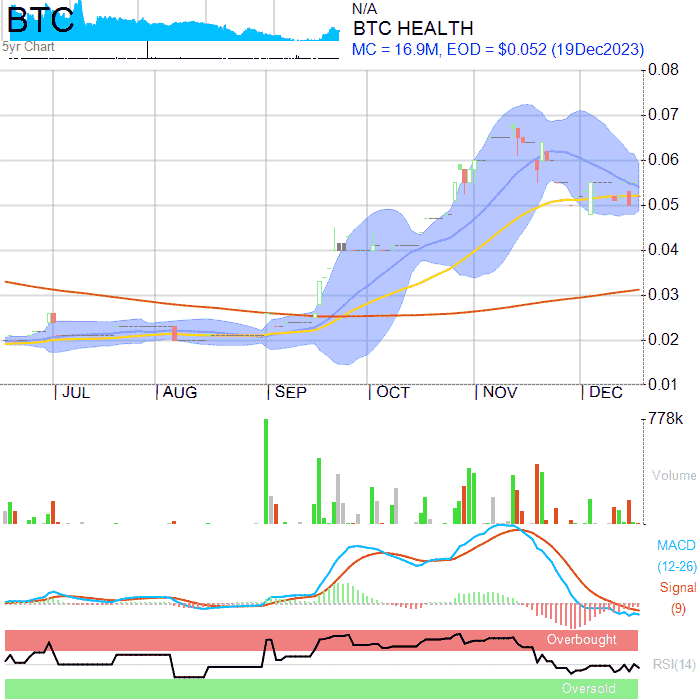 BTC
N/A
BTC HEALTH
5yr Chart
MC = 16.9M, EOD = $0.052 (19Dec2023)
0.08
0.07
0.06
0.05
0.04
0.03
0.02
0.01
JUL AUG SEP OCT NOV DEC
778k
Volume
MACD
(12-26)
Signal
(9)
Overbought
RSI(14)
Oversold